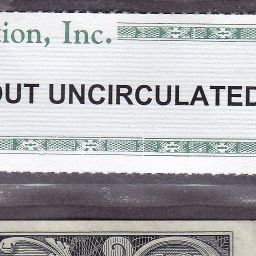 tion, Inc.
OUT UNCIRCULATED